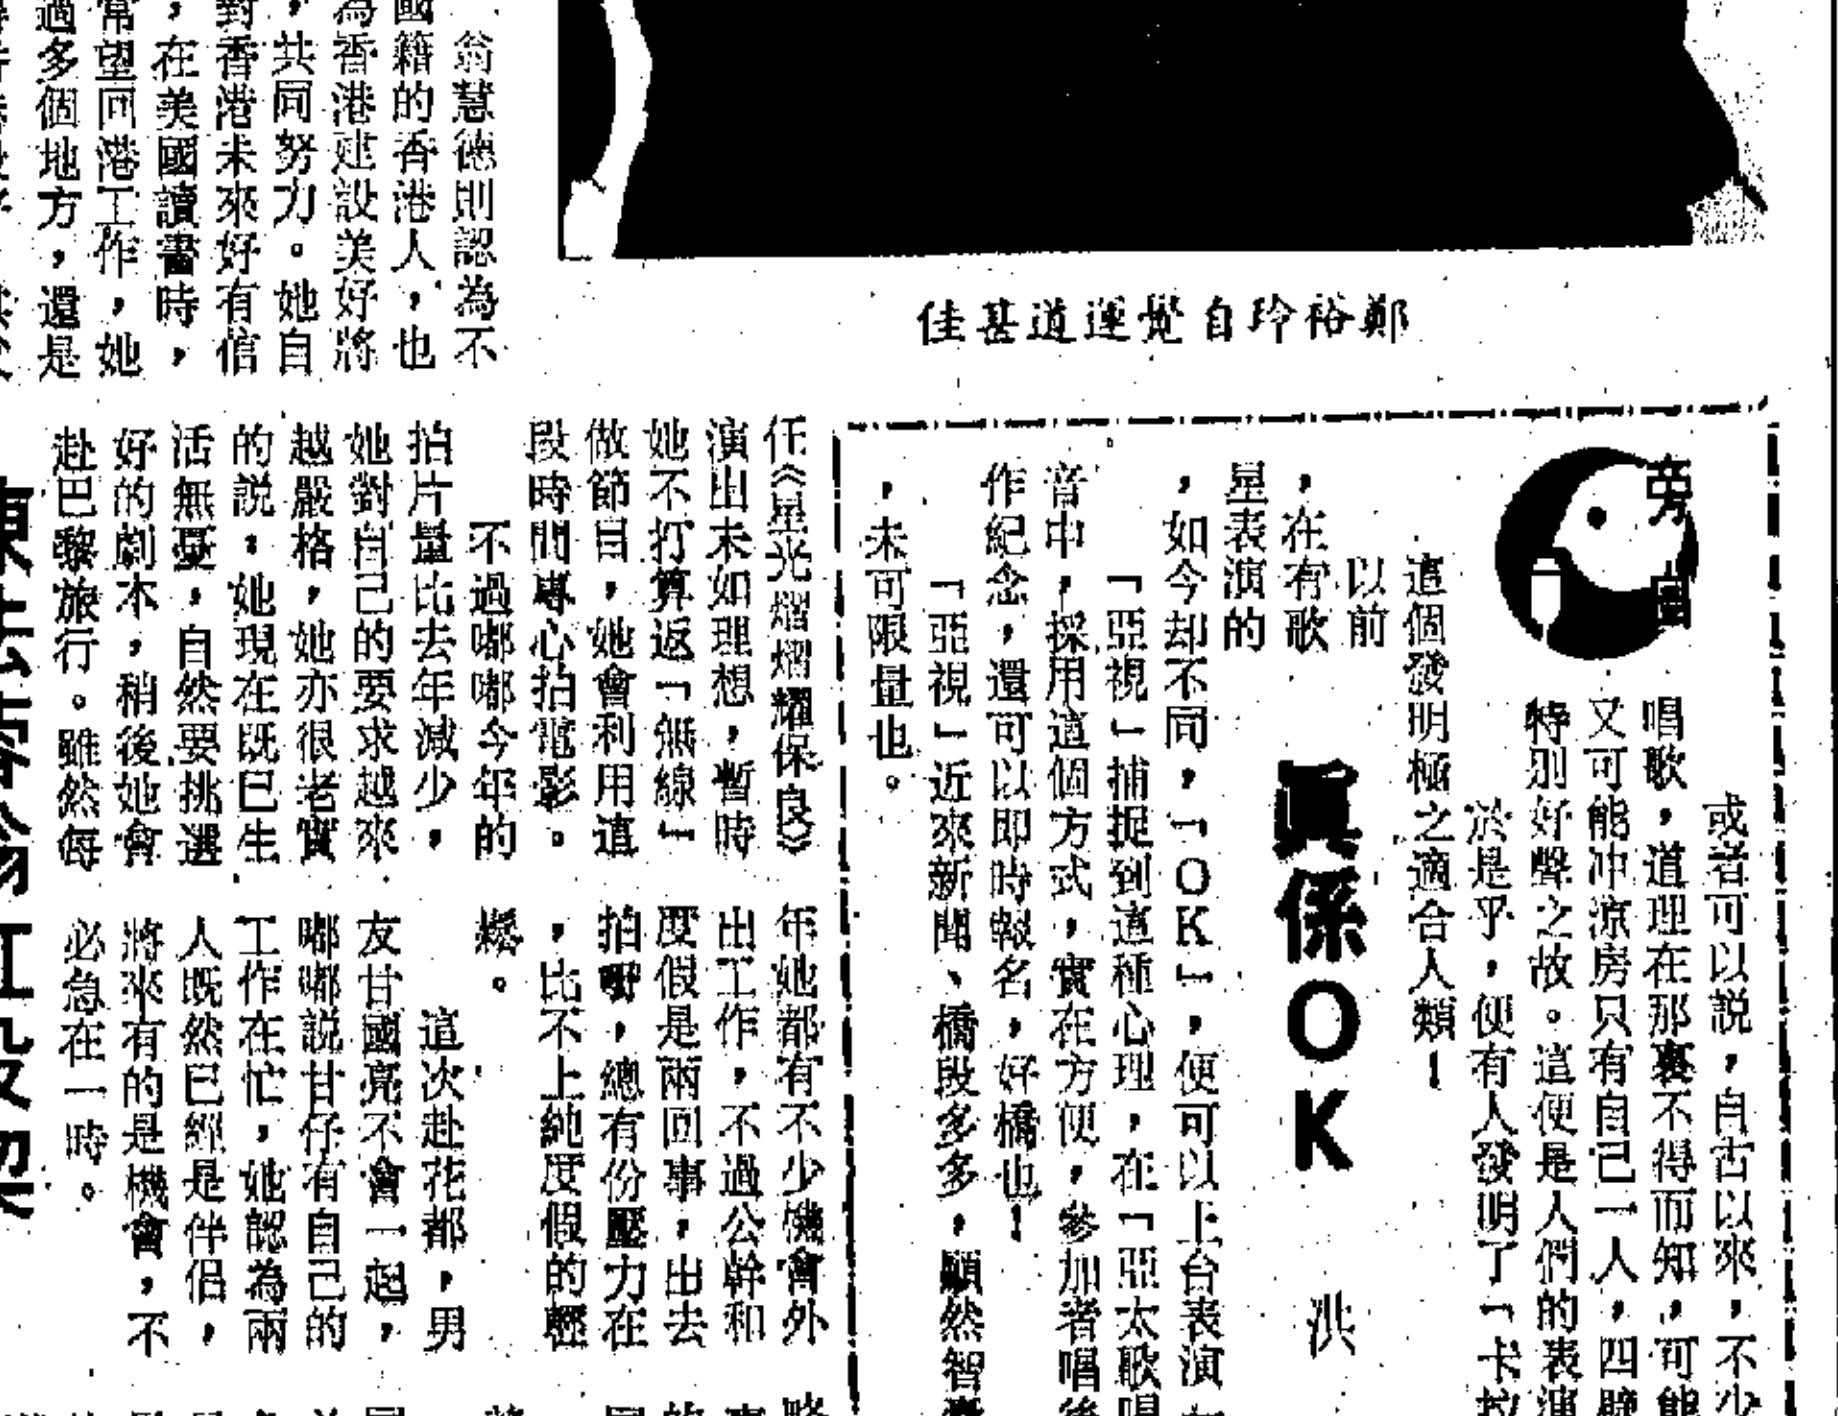 翁慧德則認為不
國籍的香港人，也
為香港建設美好將
，共同努力。她自
對香港未來好有信
，在美國讀書時，
常望回港工作，她
過多個地方，還是
鄭裕玲自覺運道甚佳
旁白
或者可以説，自古以來，不少
唱歌，道理在那裏不得而知，可能
又可能冲涼房只有自己一人，四壁
特別好聲之故。這便是人們的表演
於是乎，便有人發明了「卡拉
這個發明極之適合人類！
眞係OK
洪
以前
，在有歌
星表演的
，如今却不同，「OK」，便可以上台表演
「亞視」捕捉到這種心理，在「亞太歌唱
音中，採用這個方式，實在方便，參加者唱後
作紀念，還可以即時報名，好橋也！
「亞視」近來新聞、橋段多多，顯然智囊
，未可限量也。
任《星光熠熠耀保良》
演出未如理想，暫時
她不打算返「無線」
做節目，她會利用這
段時間專心拍電影。
不過嘟嘟今年的
拍片量比去年減少，
她對自己的要求越來
越嚴格，她亦很老實
的説，她現在既已生
活無憂，自然要挑選
好的劇本，稍後她會
赴巴黎旅行。雖然每
年她都有不少機會外
出工作，不過公幹和
度假是兩回事，出去
拍嘢，總有份壓力在
，比不上純度假的輕
鬆。
這次赴花都，男
友甘國亮不會一起，
嘟嘟説甘仔有自己的
工作在忙，她認為兩
人既然已經是伴侶，
將來有的是機會，不
必急在一時。